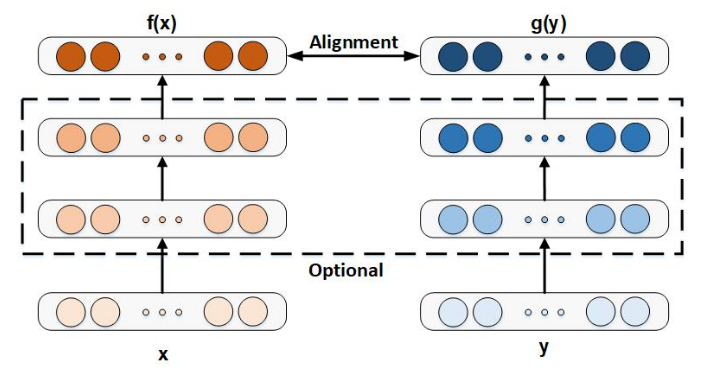 f(x)
g(y)
Alignment
Optional
x
y